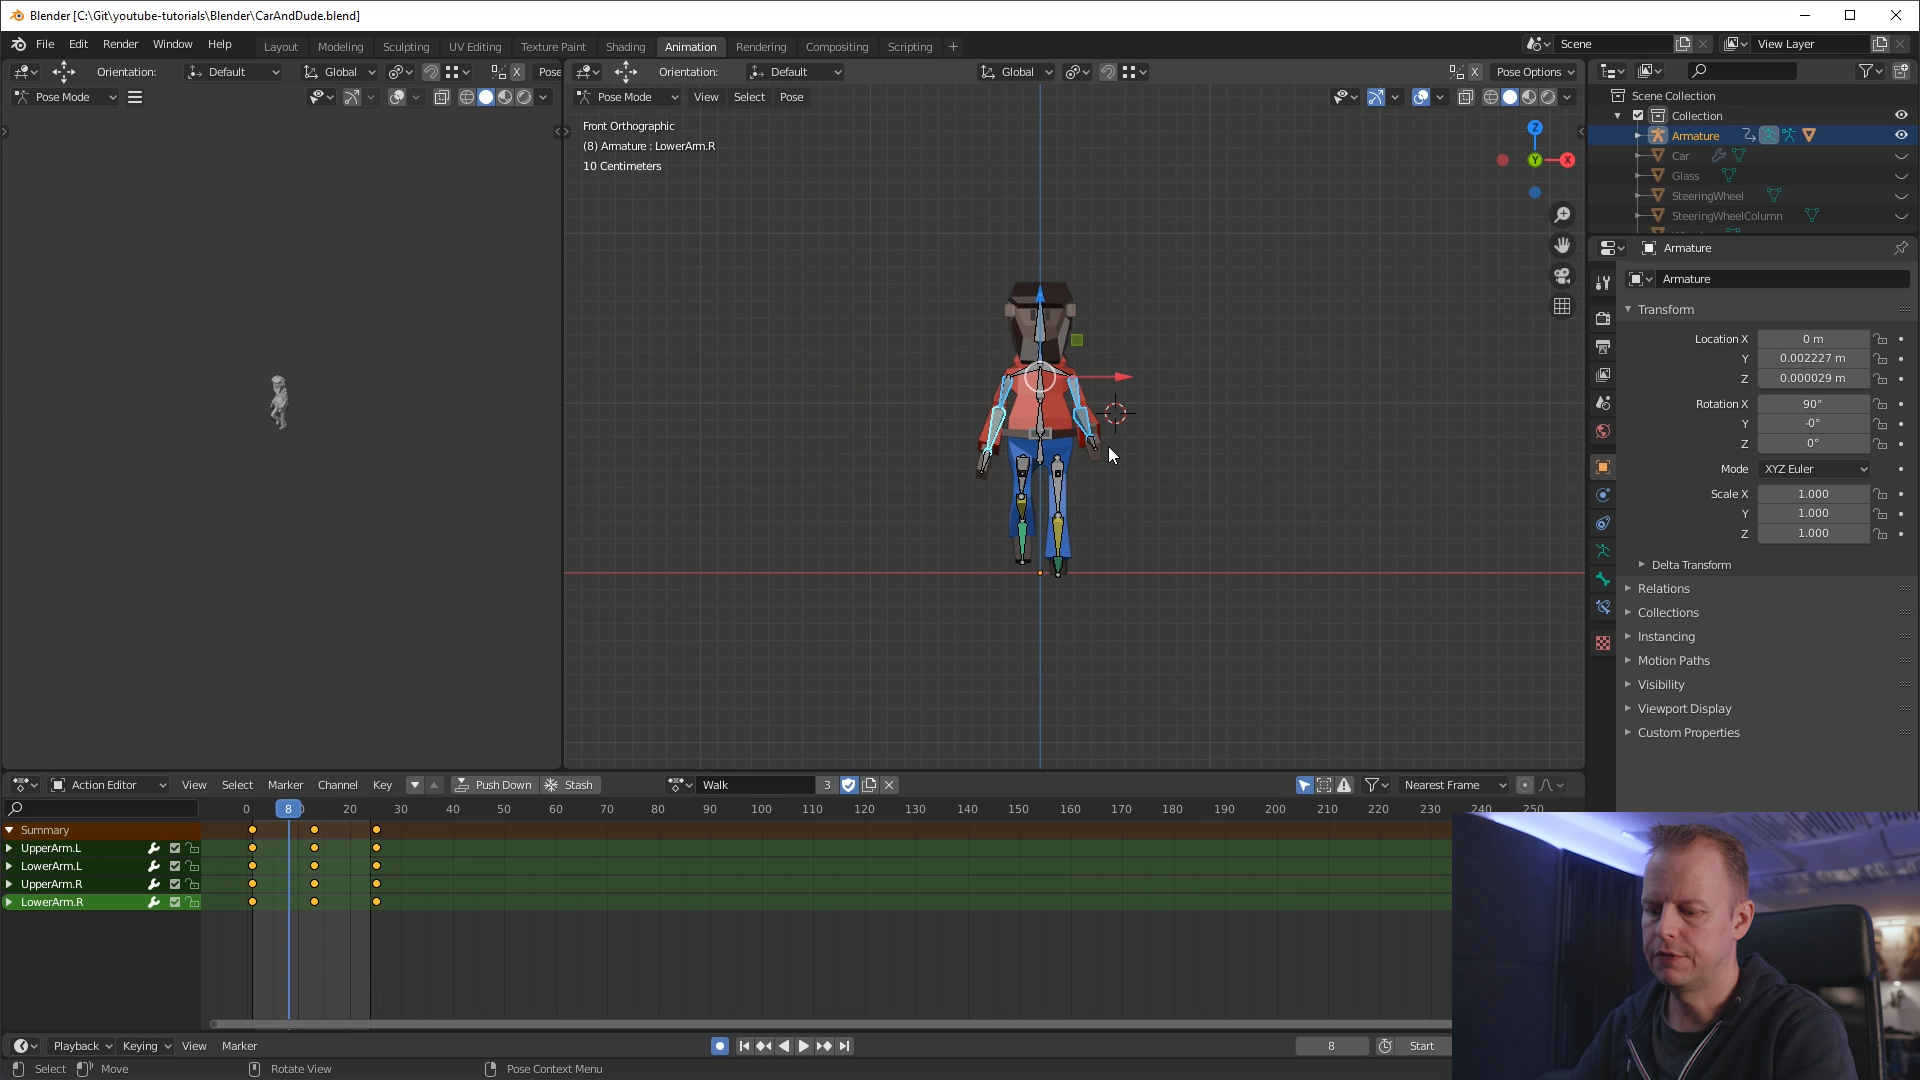 Blender [C:\Git\youtube-tutorials\Blender\CarAndDude.blend]
File Edit Render Window Help Layout Modeling Sculpting UV Editing Texture Paint Shading Animation Rendering Compositing Scripting + Scene View Layer
Orientation: Default Global X Pose Orientation: Default Global X Pose Options
Pose Mode Pose Mode View Select Pose
Front Orthographic
(8) Armature : LowerArm.R
10 Centimeters
Z
Y
X
Scene Collection
Collection
Armature
Car
Glass
SteeringWheel
SteeringWheelColumn
Armature
Armature
Transform
Location X 0 m
Y 0.002227 m
Z 0.000029 m
Rotation X 90°
Y -0°
Z 0°
Mode XYZ Euler
Scale X 1.000
Y 1.000
Z 1.000
Delta Transform
Relations
Collections
Instancing
Motion Paths
Visibility
Viewport Display
Custom Properties
Action Editor View Select Marker Channel Key Push Down Stash Walk 3 Nearest Frame
0 8 20 30 40 50 60 70 80 90 100 110 120 130 140 150 160 170 180 190 200 210 220 230 240 250
Summary
UpperArm.L
LowerArm.L
UpperArm.R
LowerArm.R
Playback Keying View Marker 8 Start
Select Move Rotate View Pose Context Menu